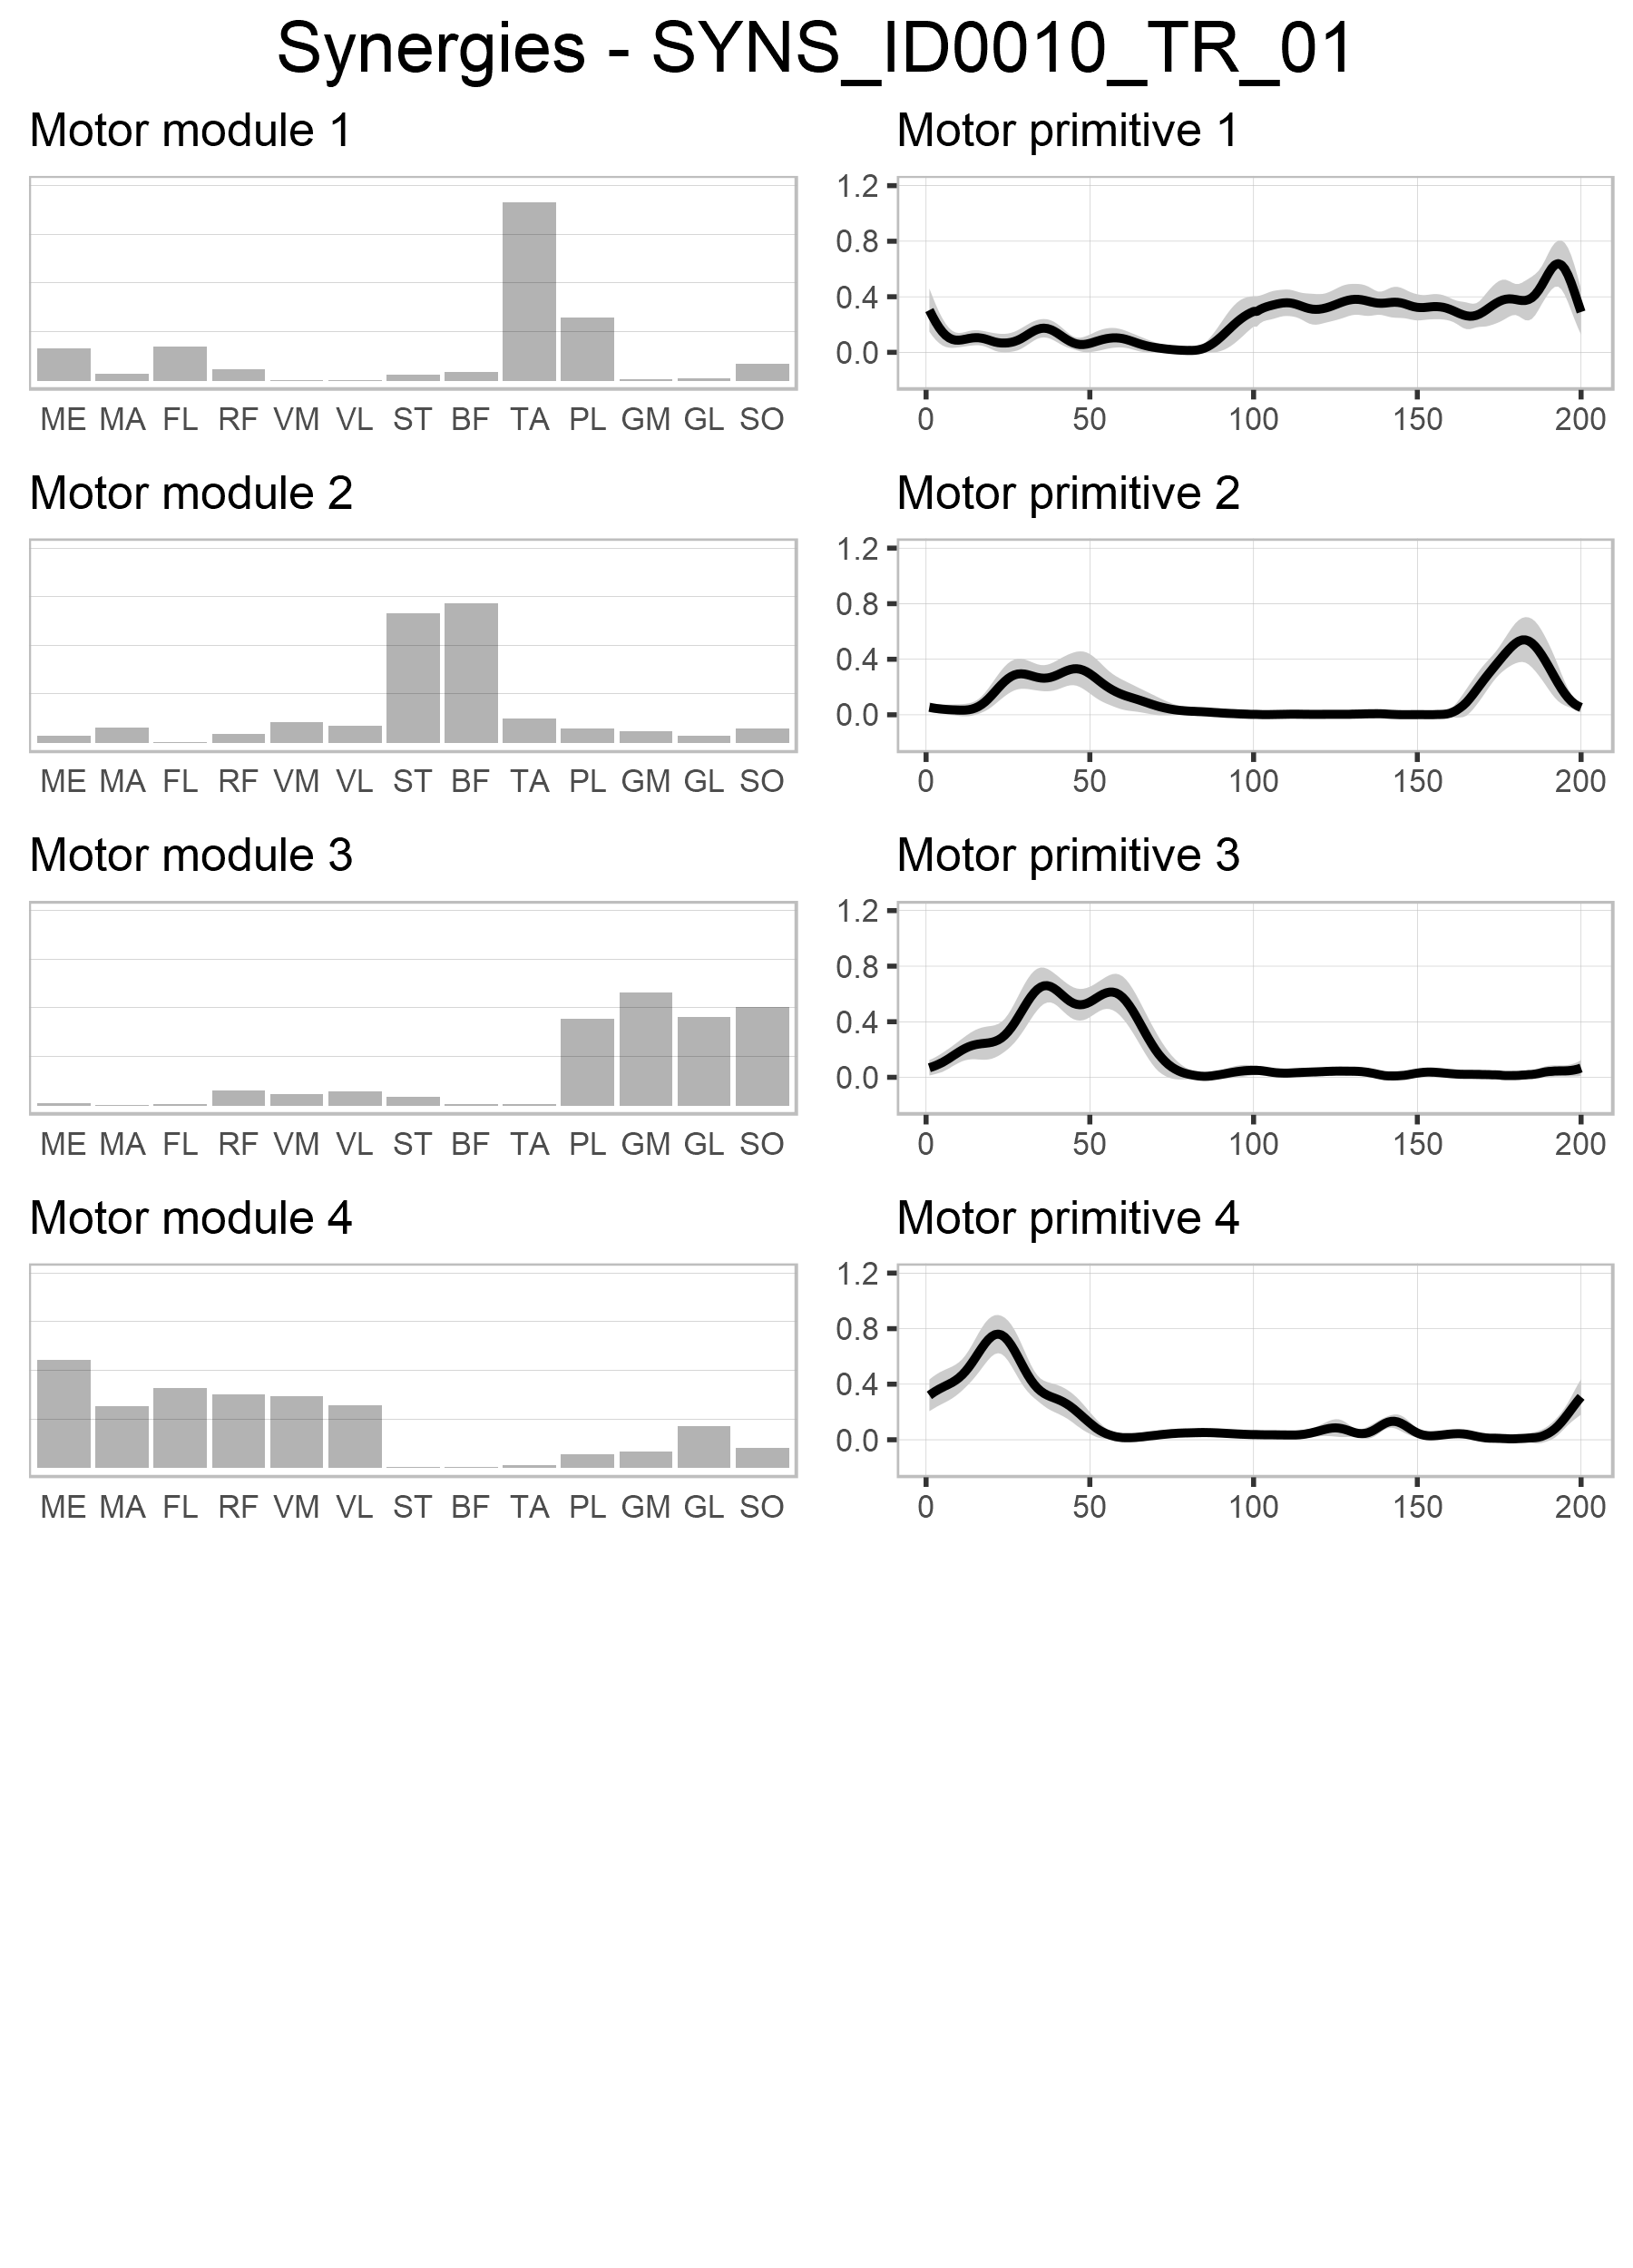 Synergies - SYNS_ID0010_TR_01
Motor module 1
Motor primitive 1
1.2
0.8
0.4
0.0
ME MA FL RF VM VL ST BF TA PL GM GL SO
0 50 100 150 200
Motor module 2
Motor primitive 2
1.2
0.8
0.4
0.0
ME MA FL RF VM VL ST BF TA PL GM GL SO
0 50 100 150 200
Motor module 3
Motor primitive 3
1.2
0.8
0.4
0.0
ME MA FL RF VM VL ST BF TA PL GM GL SO
0 50 100 150 200
Motor module 4
Motor primitive 4
1.2
0.8
0.4
0.0
ME MA FL RF VM VL ST BF TA PL GM GL SO
0 50 100 150 200